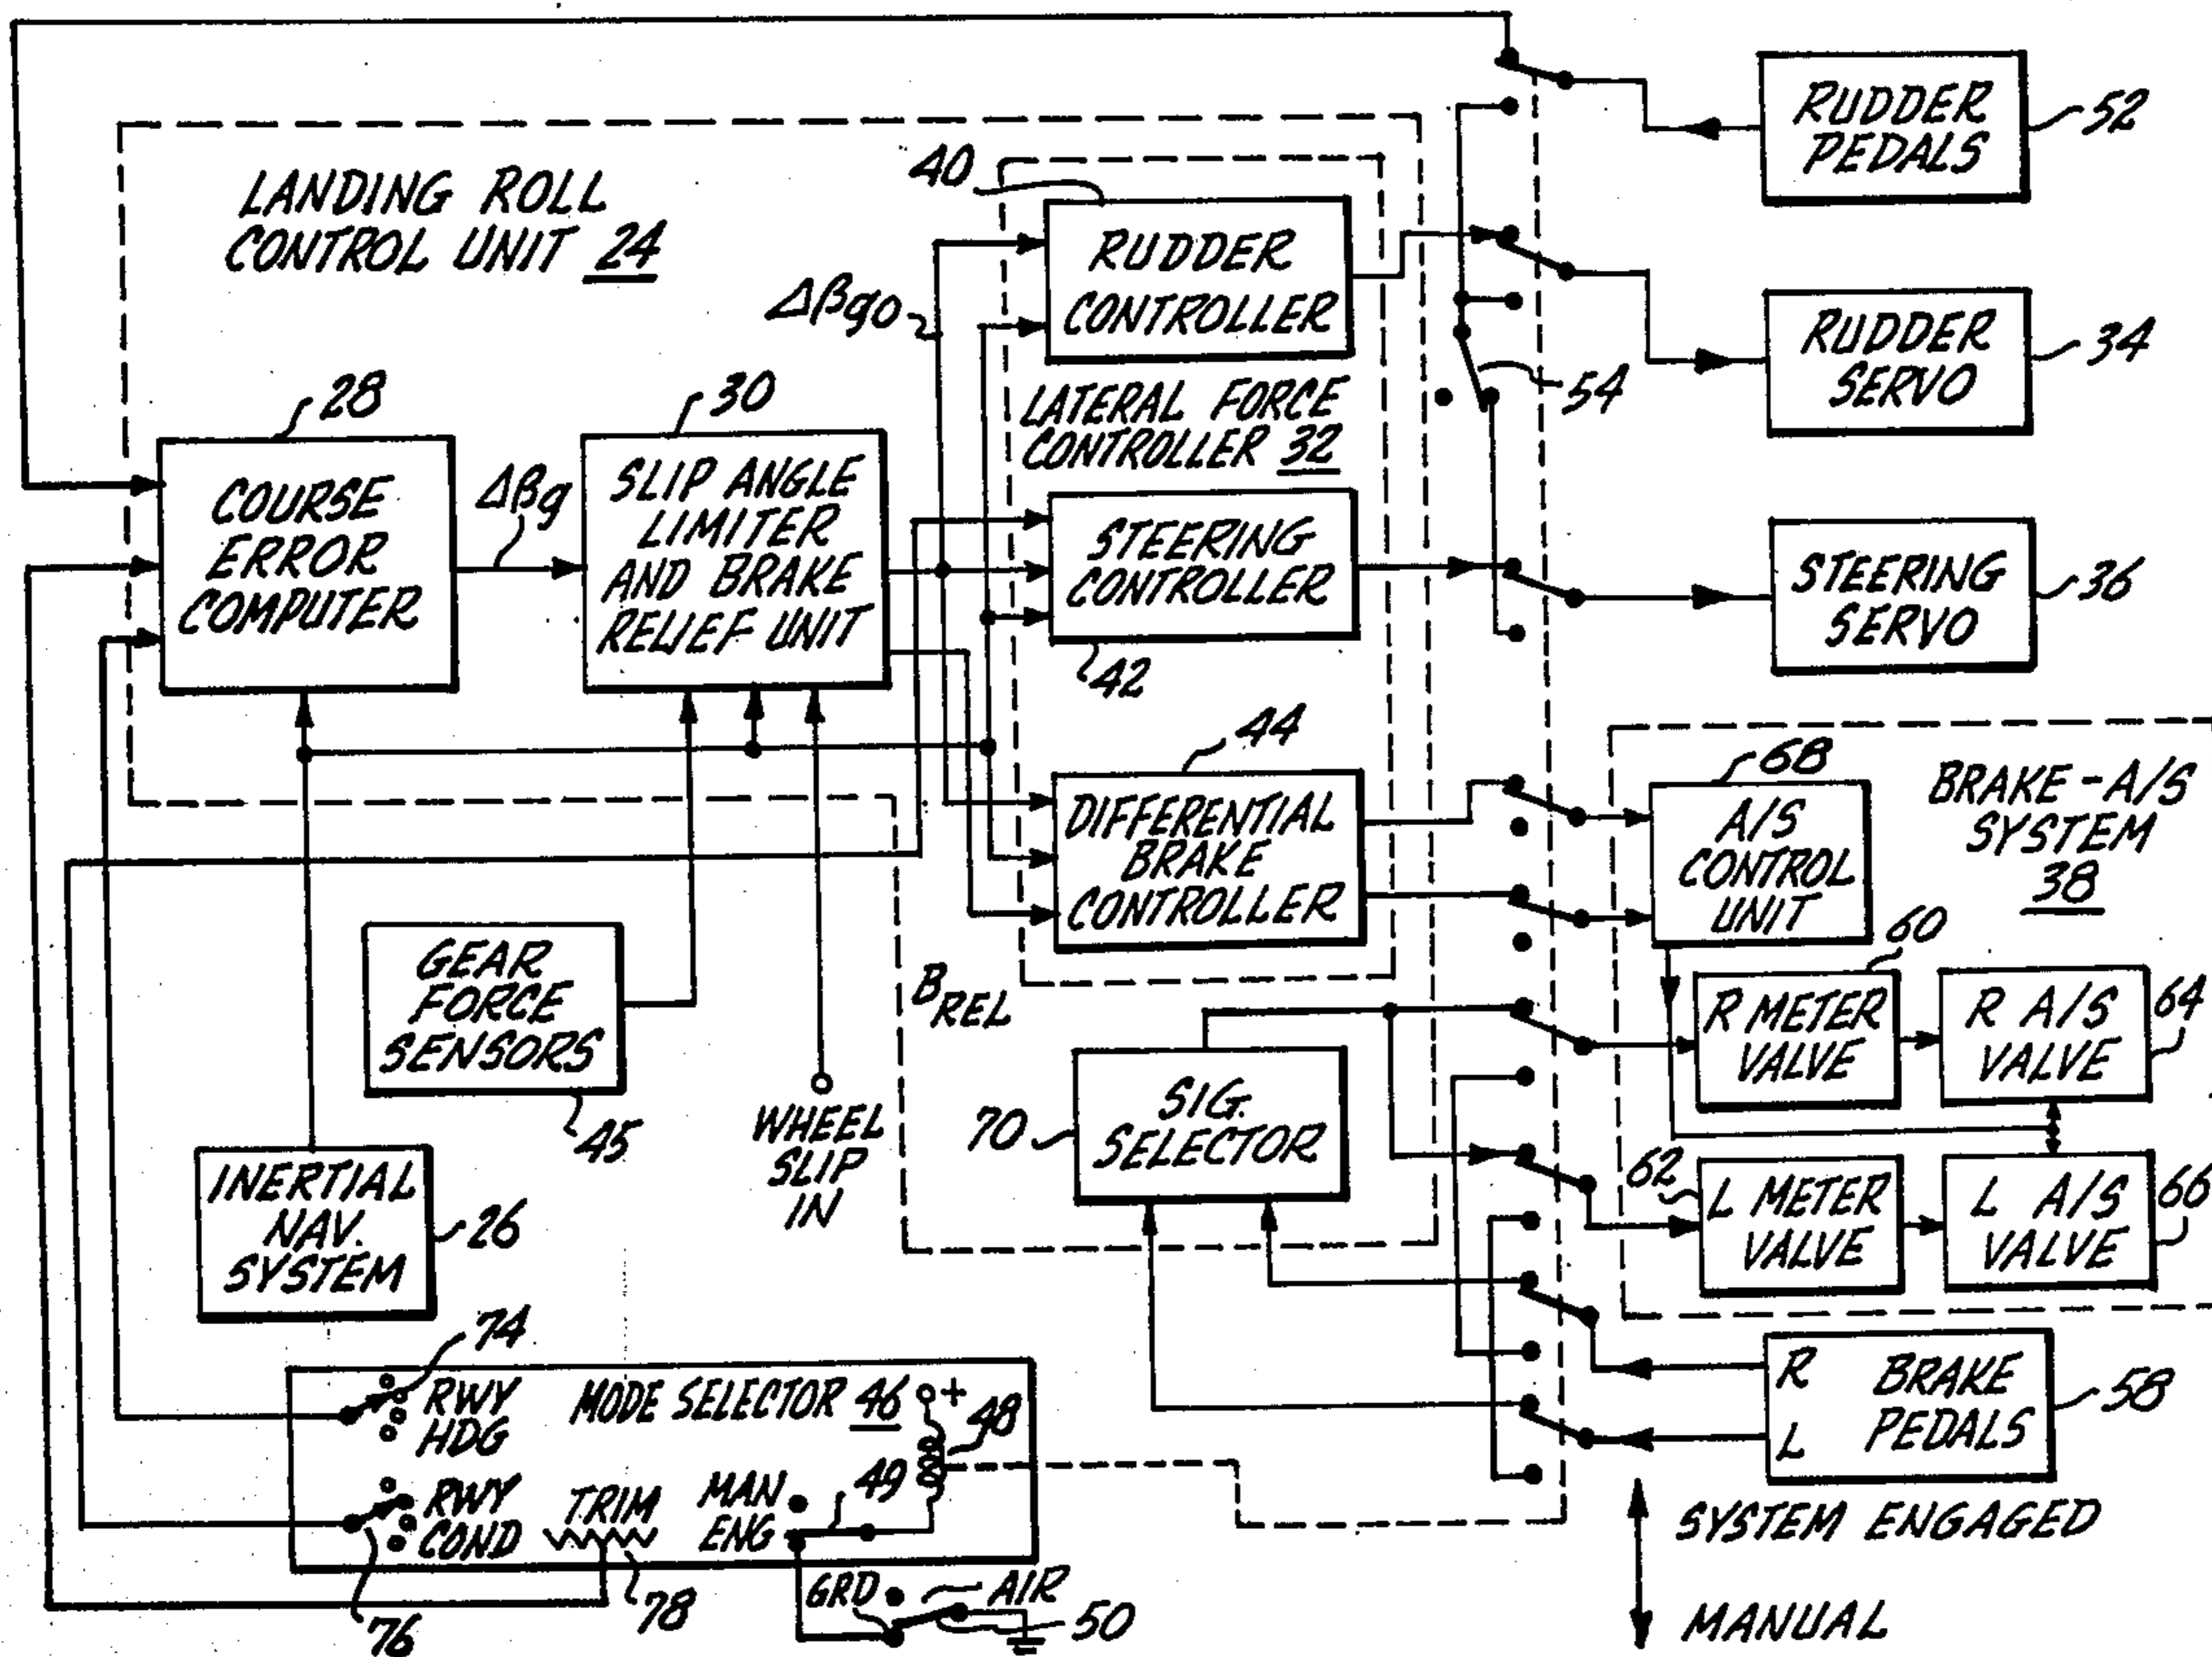 RUDDER
PEDALS
52
LANDING ROLL
CONTROL UNIT 24
40
RUDDER
CONTROLLER
Δβgo
RUDDER
SERVO
34
54
28
30
LATERAL FORCE
CONTROLLER 32
COURSE
ERROR
COMPUTER
Δβg
SLIP ANGLE
LIMITER
AND BRAKE
RELIEF UNIT
STEERING
CONTROLLER
42
STEERING
SERVO
36
44
DIFFERENTIAL
BRAKE
CONTROLLER
68
A/S
CONTROL
UNIT
BRAKE-A/S
SYSTEM
38
GEAR
FORCE
SENSORS
45
BREL
60
R METER
VALVE
R A/S
VALVE
64
WHEEL
SLIP
IN
70
SIG.
SELECTOR
62
L METER
VALVE
L A/S
VALVE
66
INERTIAL
NAV.
SYSTEM
26
74
RWY
HDG
MODE SELECTOR 46
+
48
R
L
BRAKE
PEDALS
58
RWY
COND
TRIM
MAN
ENG
49
76
78
GRD
AIR
50
SYSTEM ENGAGED
MANUAL